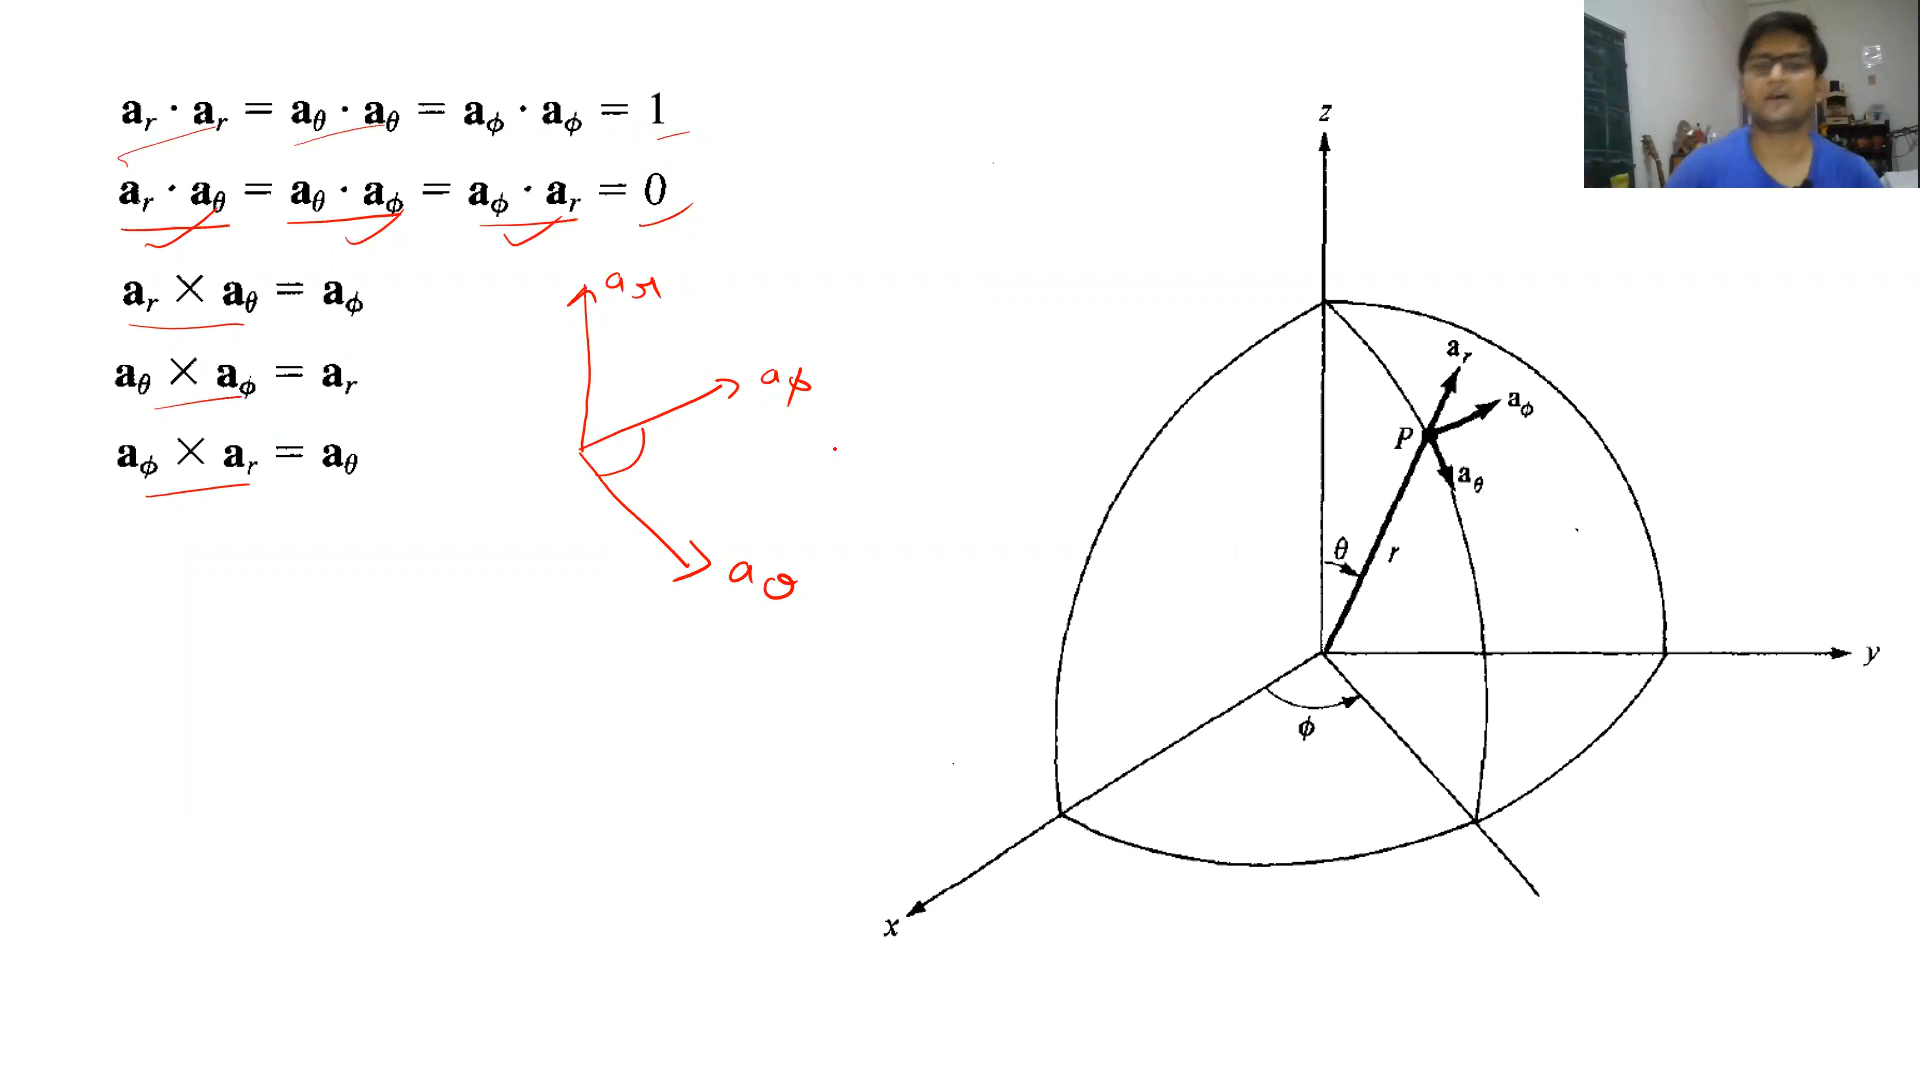 a_r · a_r = a_θ · a_θ = a_ϕ · a_ϕ = 1
a_r · a_θ = a_θ · a_ϕ = a_ϕ · a_r = 0
a_r × a_θ = a_ϕ
a_θ × a_ϕ = a_r
a_ϕ × a_r = a_θ
a_r
a_ϕ
a_θ
z
a_r
a_ϕ
P
a_θ
θ
r
y
ϕ
x